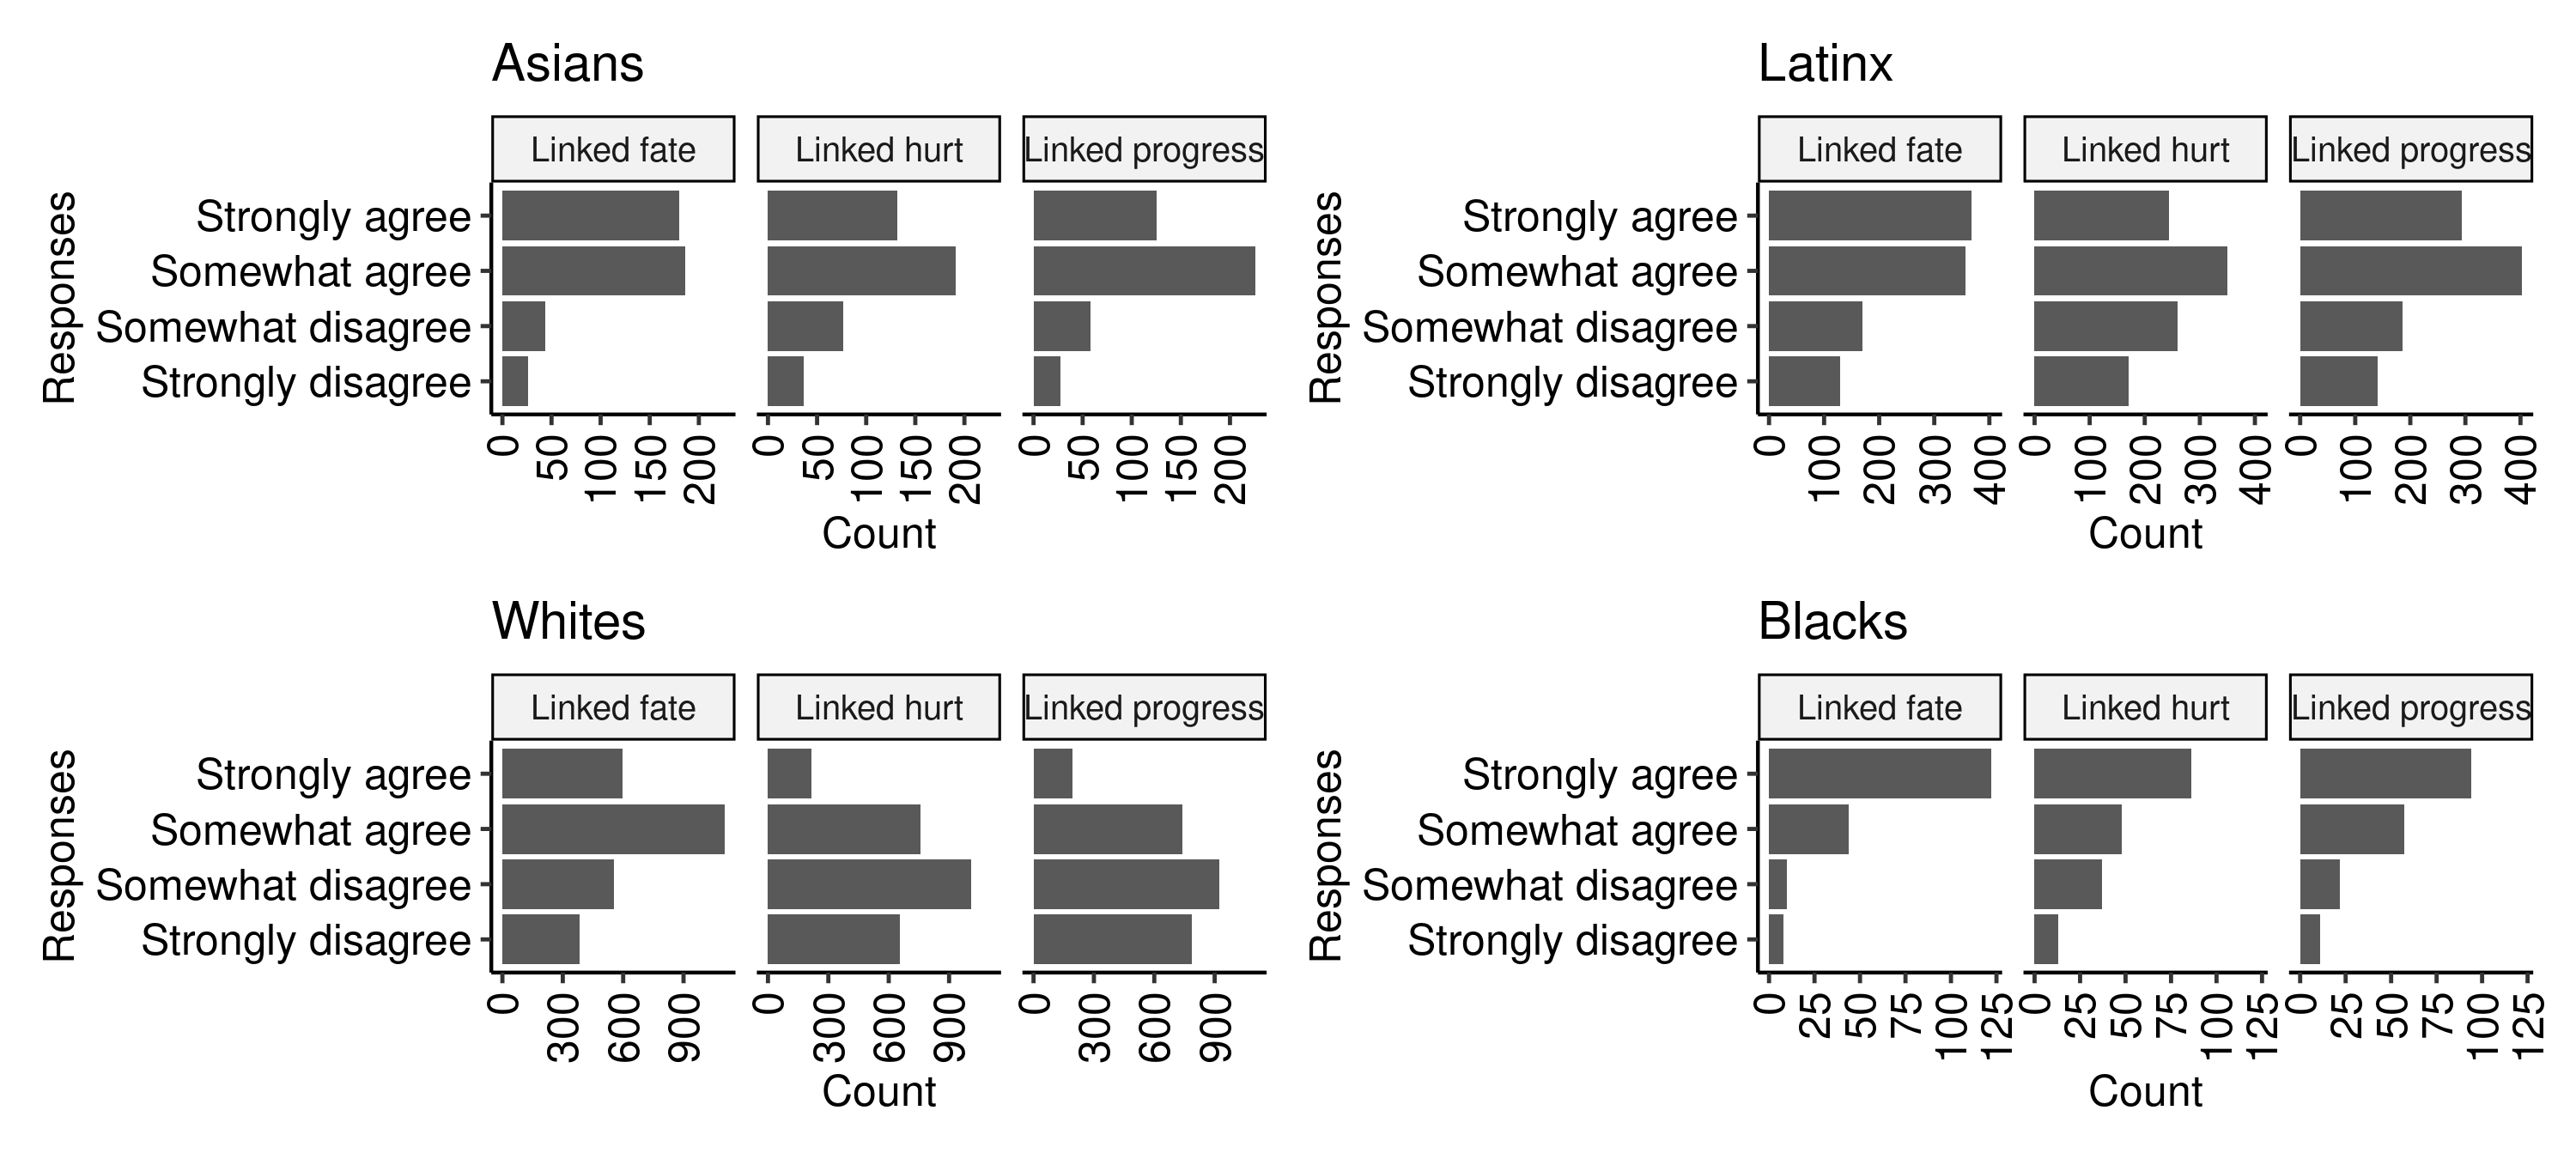 Asians
Linked fate
Linked hurt
Linked progress
Responses
Strongly agree
Somewhat agree
Somewhat disagree
Strongly disagree
0 50 100 150 200
0 50 100 150 200
0 50 100 150 200
Count
Latinx
Linked fate
Linked hurt
Linked progress
Responses
Strongly agree
Somewhat agree
Somewhat disagree
Strongly disagree
0 100 200 300 400
0 100 200 300 400
0 100 200 300 400
Count
Whites
Linked fate
Linked hurt
Linked progress
Responses
Strongly agree
Somewhat agree
Somewhat disagree
Strongly disagree
0 300 600 900
0 300 600 900
0 300 600 900
Count
Blacks
Linked fate
Linked hurt
Linked progress
Responses
Strongly agree
Somewhat agree
Somewhat disagree
Strongly disagree
0 25 50 75 100 125
0 25 50 75 100 125
0 25 50 75 100 125
Count